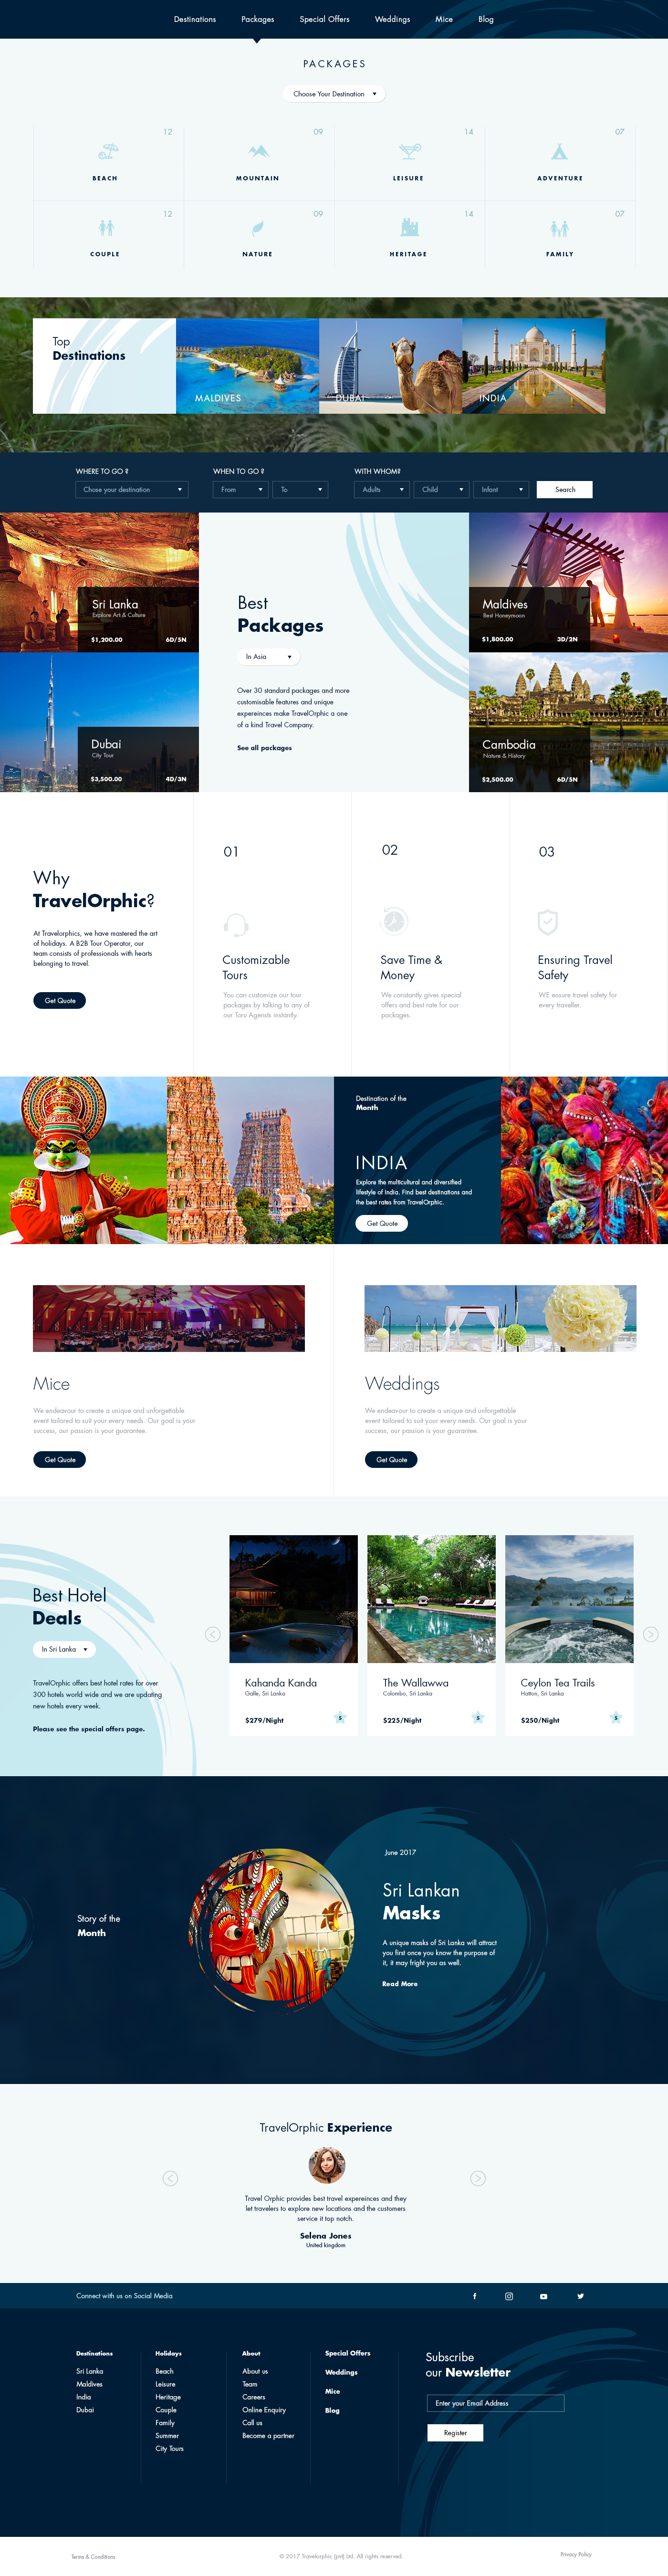 Destinations Packages Special Offers Weddings Mice Blog
PACKAGES
Choose Your Destination
12 09 14 07
BEACH MOUNTAIN LEISURE ADVENTURE
12 09 14 07
COUPLE NATURE HERITAGE FAMILY
Top
Destinations
MALDIVES DUBAI INDIA
WHERE TO GO ? WHEN TO GO ? WITH WHOM?
Chose your destination From To Adults Child Infant Search
Sri Lanka
Explore Art & Culture
$1,200.00 6D/5N
Dubai
City Tour
$3,500.00 4D/3N
Best
Packages
In Asia
Over 30 standard packages and more
customisable features and unique
expereinces make TravelOrphic a one
of a kind Travel Company.
See all packages
Maldives
Best Honeymoon
$1,800.00 3D/2N
Cambodia
Nature & History
$2,500.00 6D/5N
Why
TravelOrphic?
At Travelorphics, we have mastered the art
of holidays. A B2B Tour Operator, our
team consists of professionals with hearts
belonging to travel.
Get Quote
01
Customizable
Tours
You can customize our tour
packages by talking to any of
our Toru Agensts instantly.
02
Save Time &
Money
We constantly gives special
offers and best rate for our
packages.
03
Ensuring Travel
Safety
WE ensure travel safety for
every traveller.
Destination of the
Month
INDIA
Explore the multicultural and diversified
lifestyle of India. Find best destinations and
the best rates from TravelOrphic.
Get Quote
Mice
We endeavour to create a unique and unforgettable
event tailored to suit your every needs. Our goal is your
success, our passion is your guarantee.
Get Quote
Weddings
We endeavour to create a unique and unforgettable
event tailored to suit your every needs. Our goal is your
success, our passion is your guarantee.
Get Quote
Best Hotel
Deals
In Sri Lanka
TravelOrphic offers best hotel rates for over
300 hotels world wide and we are updating
new hotels every week.
Please see the special offers page.
Kahanda Kanda
Galle, Sri Lanka
$279/Night 5
The Wallawwa
Colombo, Sri Lanka
$225/Night 5
Ceylon Tea Trails
Hatton, Sri Lanka
$250/Night 5
Story of the
Month
June 2017
Sri Lankan
Masks
A unique masks of Sri Lanka will attract
you first once you know the purpose of
it, it may fright you as well.
Read More
TravelOrphic Experience
Travel Orphic provides best travel expereinces and they
let travelers to explore new locations and the customers
service it top notch.
Selena Jones
United kingdom
Connect with us on Social Media
Destinations
Sri Lanka
Maldives
India
Dubai
Holidays
Beach
Leisure
Heritage
Couple
Family
Summer
City Tours
About
About us
Team
Careers
Online Enquiry
Call us
Become a partner
Special Offers
Weddings
Mice
Blog
Subscribe
our Newsletter
Enter your Email Address
Register
Terms & Conditions © 2017 Travelorphic (pvt) Ltd. All rights reserved. Privacy Policy